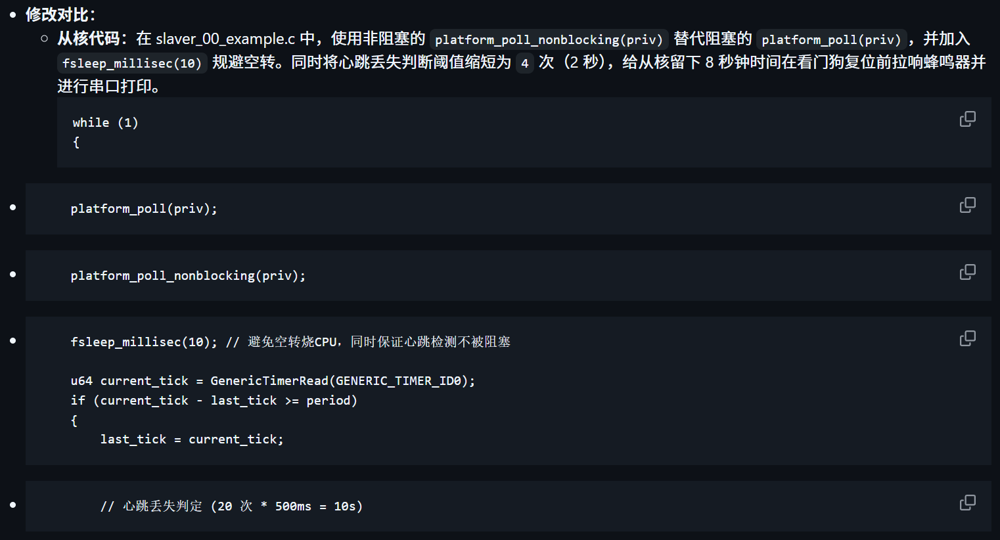 修改对比：
从核代码：在 slaver_00_example.c 中，使用非阻塞的 platform_poll_nonblocking(priv) 替代阻塞的 platform_poll(priv)，并加入
fsleep_millisec(10) 规避空转。同时将心跳丢失判断阈值缩短为 4 次（2 秒），给从核留下 8 秒钟时间在看门狗复位前拉响蜂鸣器并
进行串口打印。
while (1)
{
platform_poll(priv);
platform_poll_nonblocking(priv);
fsleep_millisec(10); // 避免空转烧CPU，同时保证心跳检测不被阻塞
u64 current_tick = GenericTimerRead(GENERIC_TIMER_ID0);
if (current_tick - last_tick >= period)
{
last_tick = current_tick;
// 心跳丢失判定 (20 次 * 500ms = 10s)